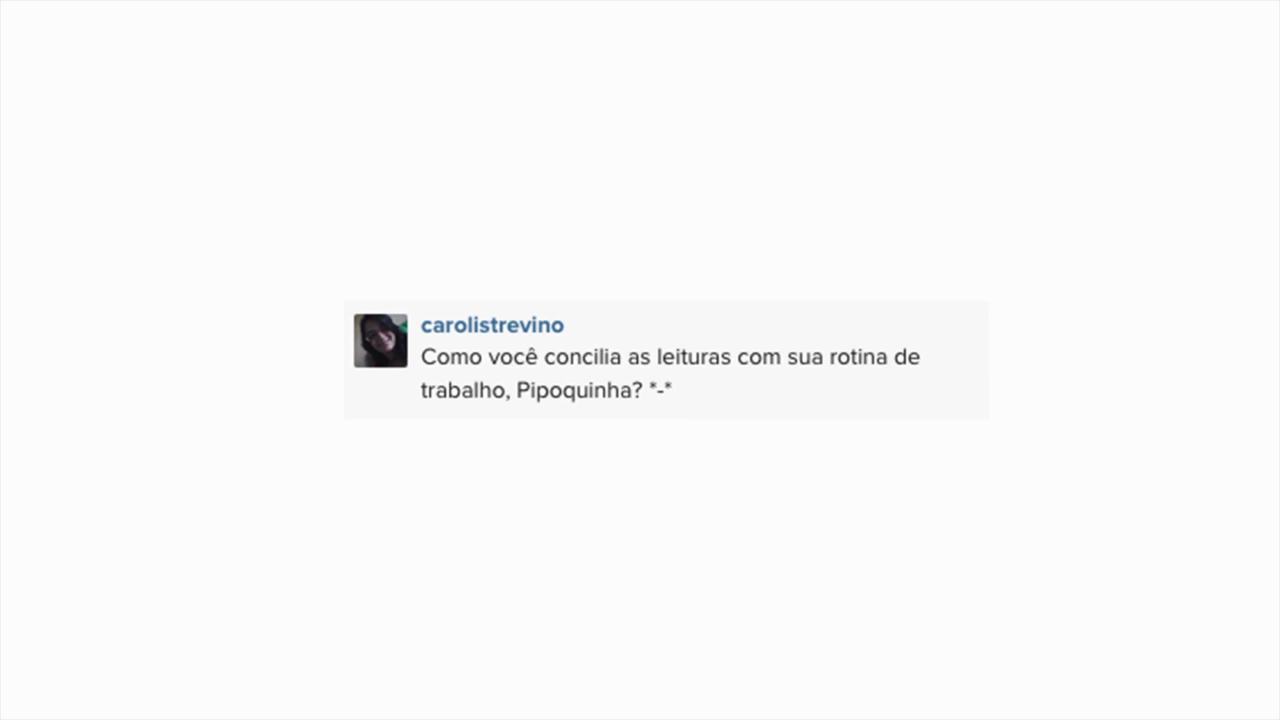 carolistrevino
Como você concilia as leituras com sua rotina de
trabalho, Pipoquinha? *-*